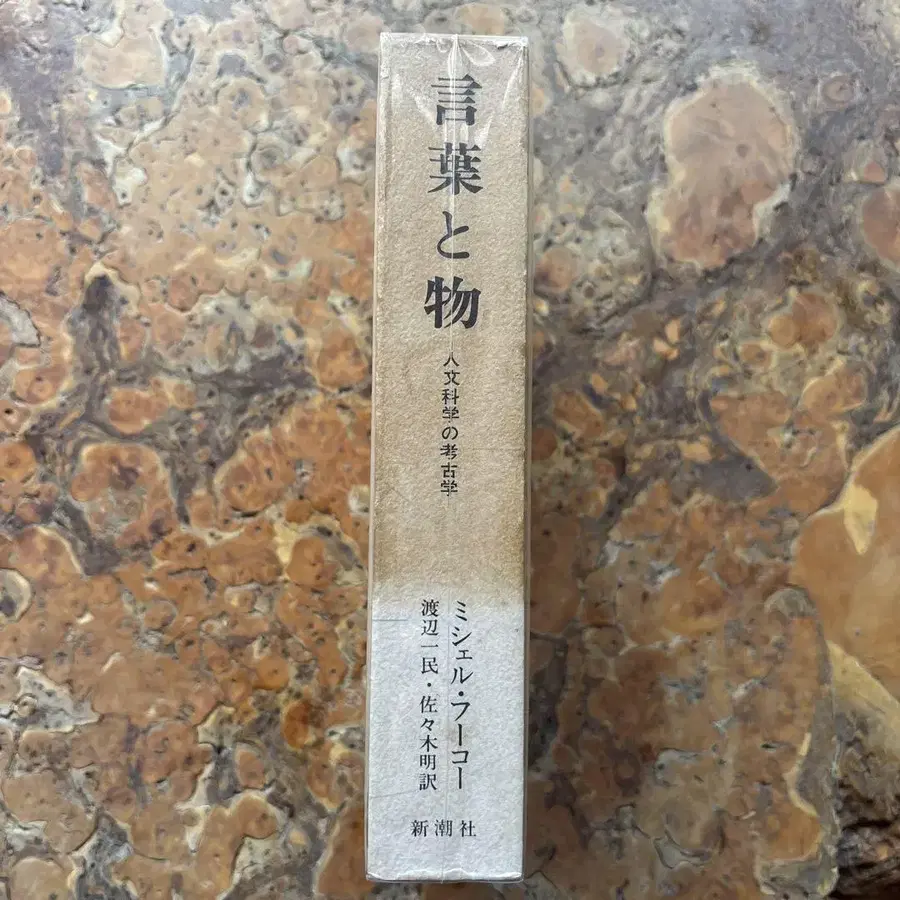 言葉と物
人文科学の考古学
ミシェル・フーコー
渡辺一民・佐々木明訳
新潮社